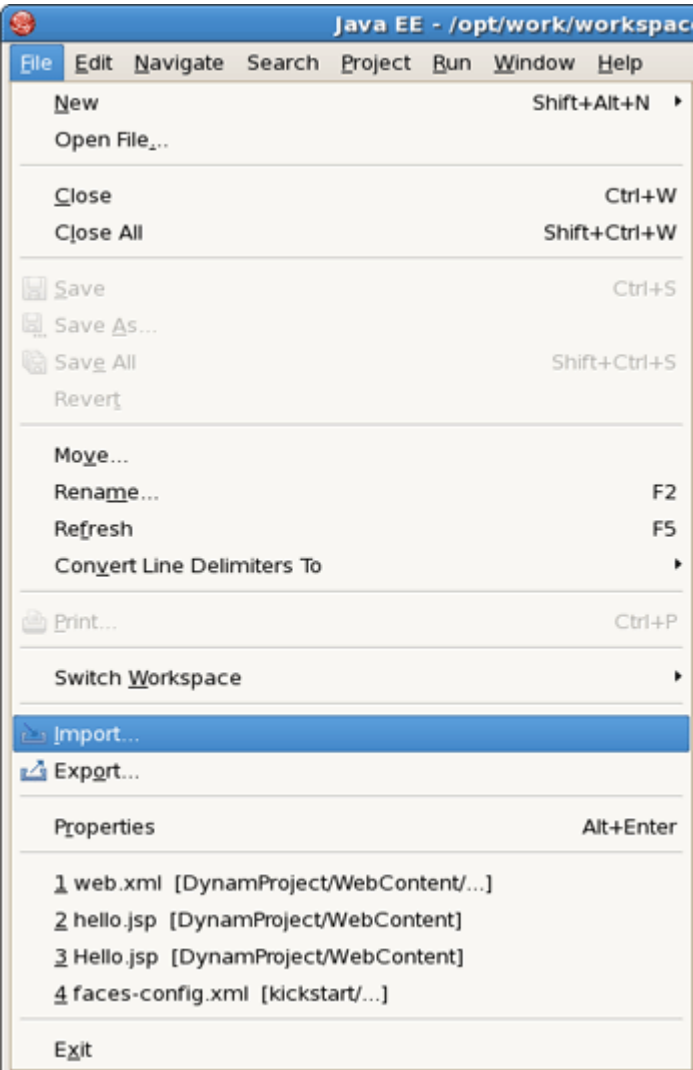 Java EE - /opt/work/workspac
File Edit Navigate Search Project Run Window Help
New Shift+Alt+N
Open File...
Close Ctrl+W
Close All Shift+Ctrl+W
Save Ctrl+S
Save As...
Save All Shift+Ctrl+S
Revert
Move...
Rename... F2
Refresh F5
Convert Line Delimiters To
Print... Ctrl+P
Switch Workspace
Import...
Export...
Properties Alt+Enter
1 web.xml [DynamProject/WebContent/...]
2 hello.jsp [DynamProject/WebContent]
3 Hello.jsp [DynamProject/WebContent]
4 faces-config.xml [kickstart/...]
Exit